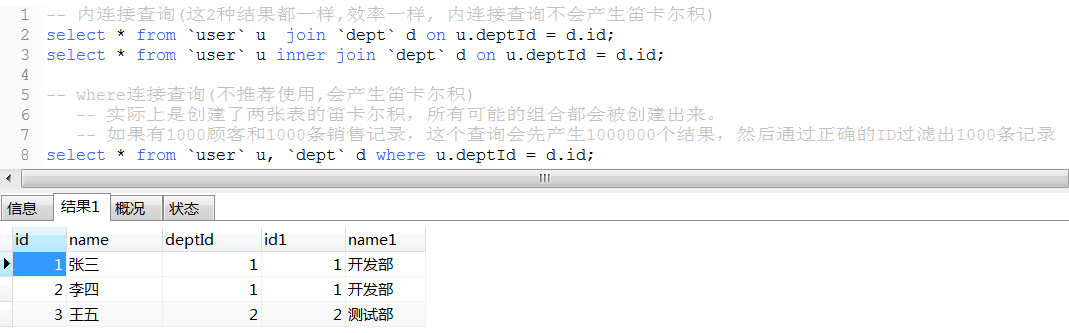 1 -- 内连接查询(这2种结果都一样,效率一样, 内连接查询不会产生笛卡尔积)
2 select * from `user` u  join `dept` d on u.deptId = d.id;
3 select * from `user` u inner join `dept` d on u.deptId = d.id;
4
5 -- where连接查询(不推荐使用,会产生笛卡尔积)
6 -- 实际上是创建了两张表的笛卡尔积，所有可能的组合都会被创建出来。
7 -- 如果有1000顾客和1000条销售记录，这个查询会先产生1000000个结果，然后通过正确的ID过滤出1000条记录
8 select * from `user` u, `dept` d where u.deptId = d.id;
信息 结果1 概况 状态
id name deptId id1 name1
1 张三 1 1 开发部
2 李四 1 1 开发部
3 王五 2 2 测试部